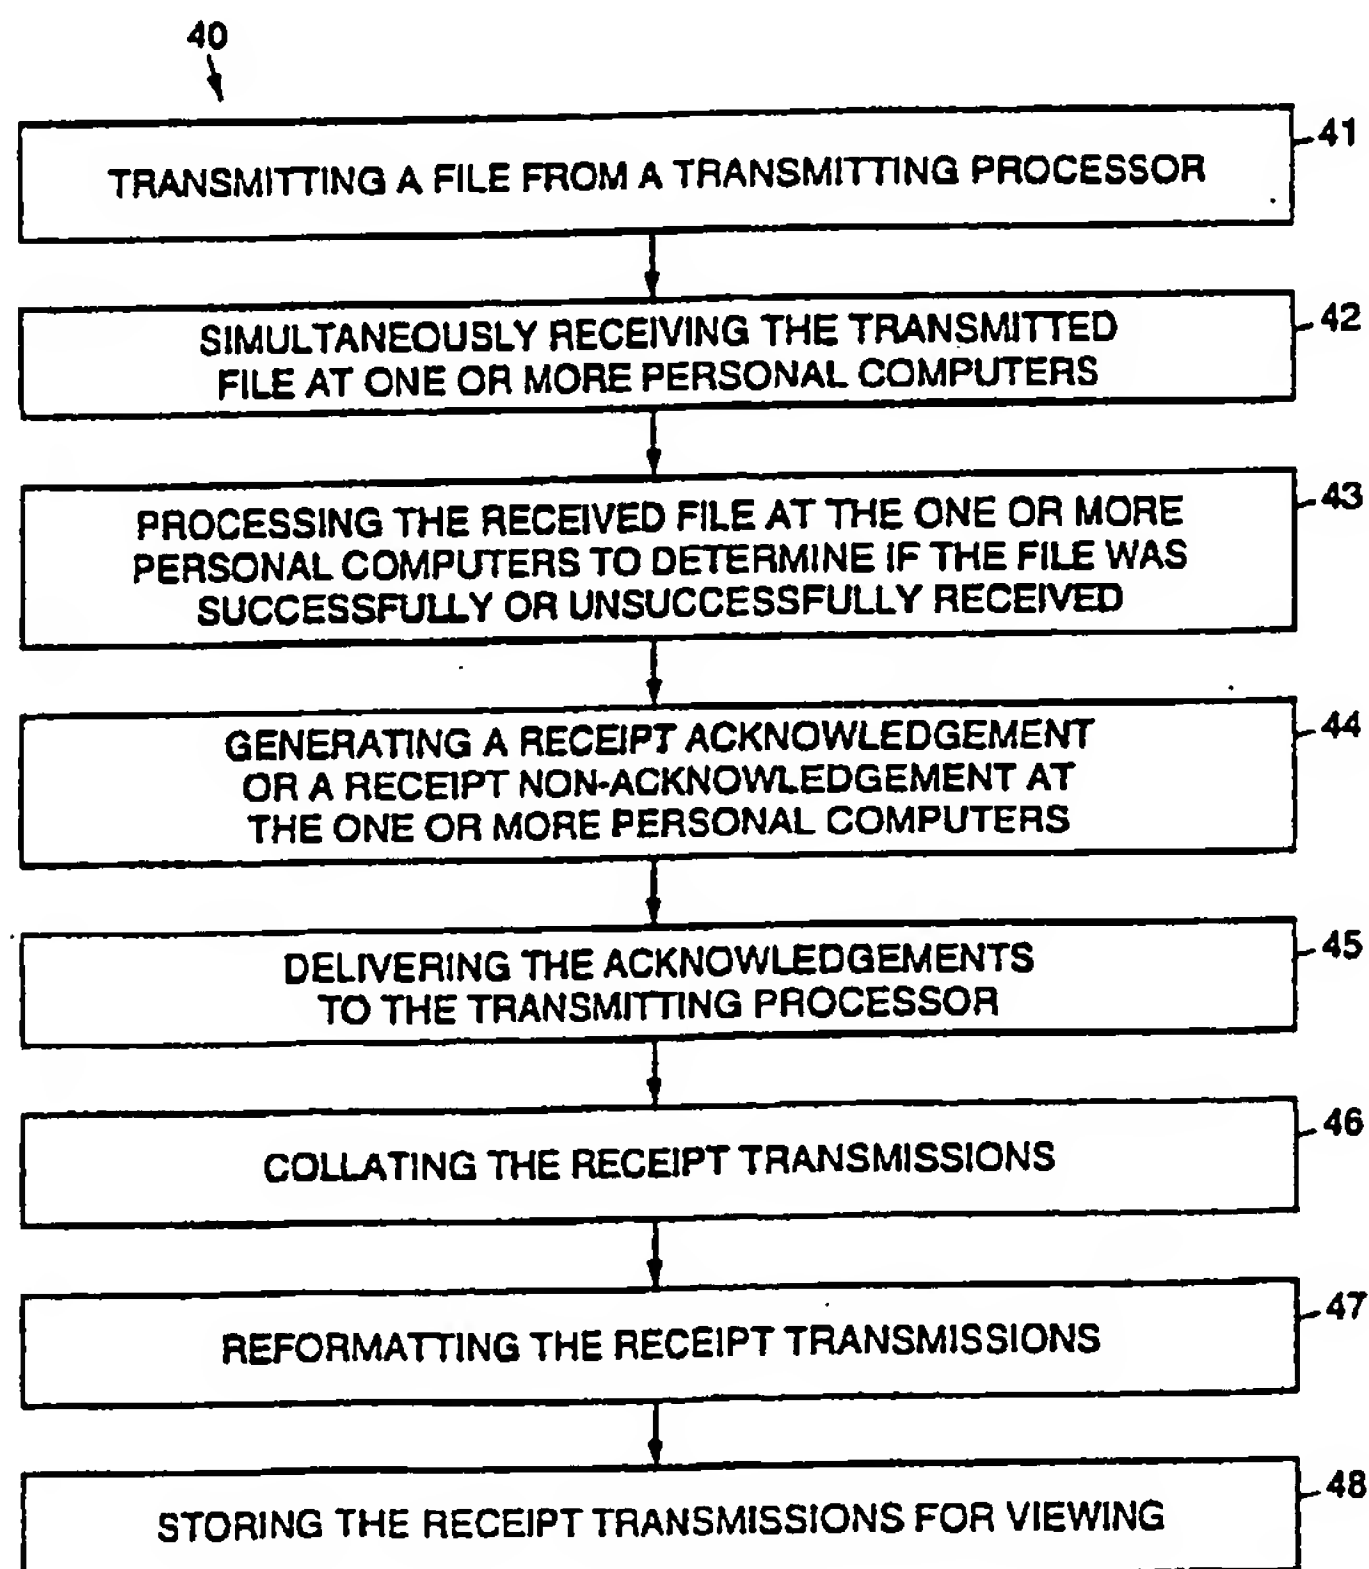 40
41
TRANSMITTING A FILE FROM A TRANSMITTING PROCESSOR
42
SIMULTANEOUSLY RECEIVING THE TRANSMITTED
FILE AT ONE OR MORE PERSONAL COMPUTERS
43
PROCESSING THE RECEIVED FILE AT THE ONE OR MORE
PERSONAL COMPUTERS TO DETERMINE IF THE FILE WAS
SUCCESSFULLY OR UNSUCCESSFULLY RECEIVED
44
GENERATING A RECEIPT ACKNOWLEDGEMENT
OR A RECEIPT NON-ACKNOWLEDGEMENT AT
THE ONE OR MORE PERSONAL COMPUTERS
45
DELIVERING THE ACKNOWLEDGEMENTS
TO THE TRANSMITTING PROCESSOR
46
COLLATING THE RECEIPT TRANSMISSIONS
47
REFORMATTING THE RECEIPT TRANSMISSIONS
48
STORING THE RECEIPT TRANSMISSIONS FOR VIEWING